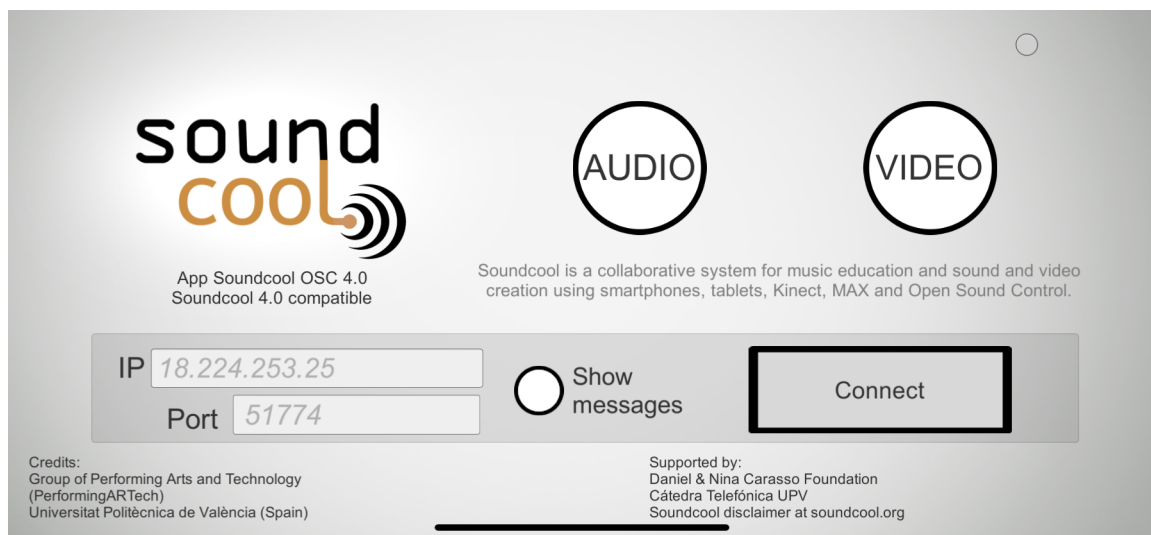 sound
cool
App Soundcool OSC 4.0
Soundcool 4.0 compatible
AUDIO
VIDEO
Soundcool is a collaborative system for music education and sound and video
creation using smartphones, tablets, Kinect, MAX and Open Sound Control.
IP 18.224.253.25
Port 51774
Show
messages
Connect
Credits:
Group of Performing Arts and Technology
(PerformingARTech)
Universitat Politècnica de València (Spain)
Supported by:
Daniel & Nina Carasso Foundation
Cátedra Telefónica UPV
Soundcool disclaimer at soundcool.org